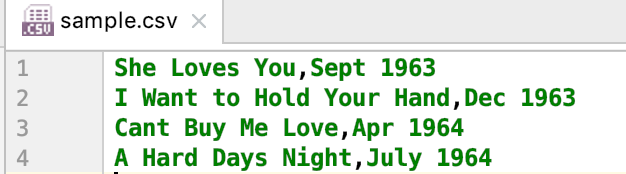 .CSV sample.csv
1 She Loves You,Sept 1963
2 I Want to Hold Your Hand,Dec 1963
3 Cant Buy Me Love,Apr 1964
4 A Hard Days Night,July 1964